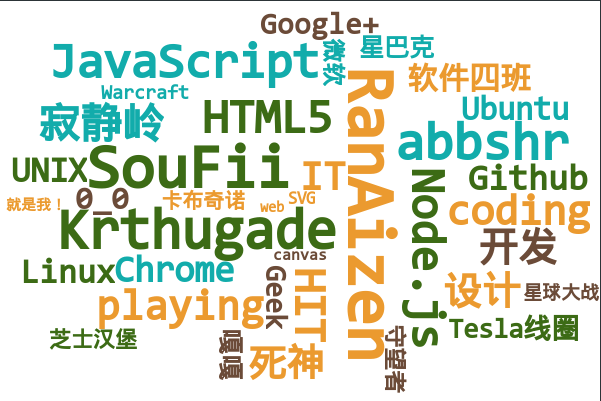 Google+
JavaScript
微软
星巴克
软件四班
Warcraft
寂静岭
HTML5
RanAizen
Ubuntu
abbshr
UNIX
SouFii
IT
Node.js
Github
就是我！
0_0
卡布奇诺
web
SVG
coding
Krthugade
开发
canvas
Linux
Chrome
Geek
HIT
设计
星球大战
playing
芝士汉堡
嘎嘎
死神
守望者
Tesla线圈